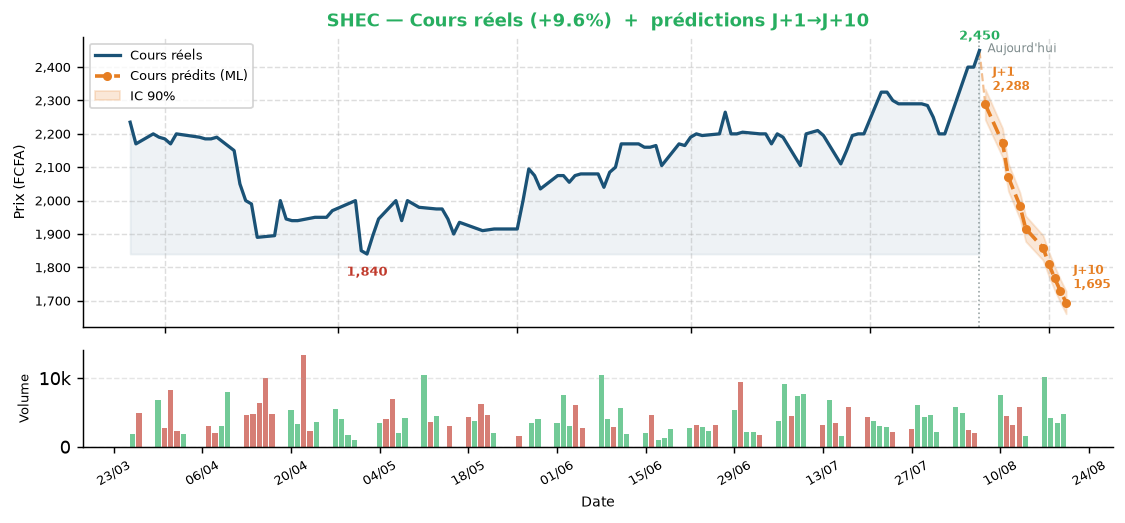 SHEC — Cours réels (+9.6%)  +  prédictions J+1→J+10
Cours réels
Cours prédits (ML)
IC 90%
2,450
Aujourd'hui
J+1
2,288
1,840
J+10
1,695
Prix (FCFA)
2,400
2,300
2,200
2,100
2,000
1,900
1,800
1,700
Volume
10k
0
23/03
06/04
20/04
04/05
18/05
01/06
15/06
29/06
13/07
27/07
10/08
24/08
Date